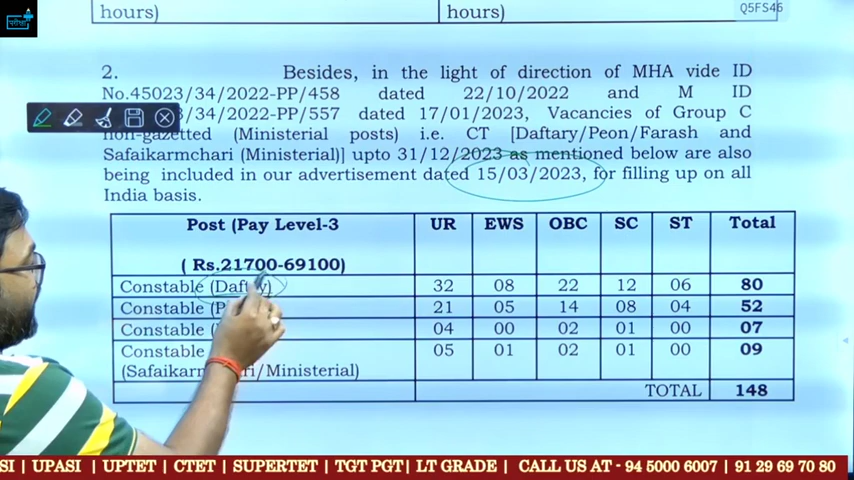 परीक्षा
hours)
hours)
Q5FS46
2. Besides, in the light of direction of MHA vide ID
No.45023/34/2022-PP/458 dated 22/10/2022 and M ID
3/34/2022-PP/557 dated 17/01/2023, Vacancies of Group C
non-gazetted (Ministerial posts) i.e. CT [Daftary/Peon/Farash and
Safaikarmchari (Ministerial)] upto 31/12/2023 as mentioned below are also
being included in our advertisement dated 15/03/2023, for filling up on all
India basis.
Post (Pay Level-3 UR EWS OBC SC ST Total
( Rs.21700-69100)
Constable (Daftary) 32 08 22 12 06 80
Constable (P 21 05 14 08 04 52
Constable 04 00 02 01 00 07
Constable 05 01 02 01 00 09
(Safaikarm ri/Ministerial)
TOTAL 148
SI | UPASI | UPTET | CTET | SUPERTET | TGT PGT| LT GRADE | CALL US AT - 94 5000 6007 | 91 29 69 70 80